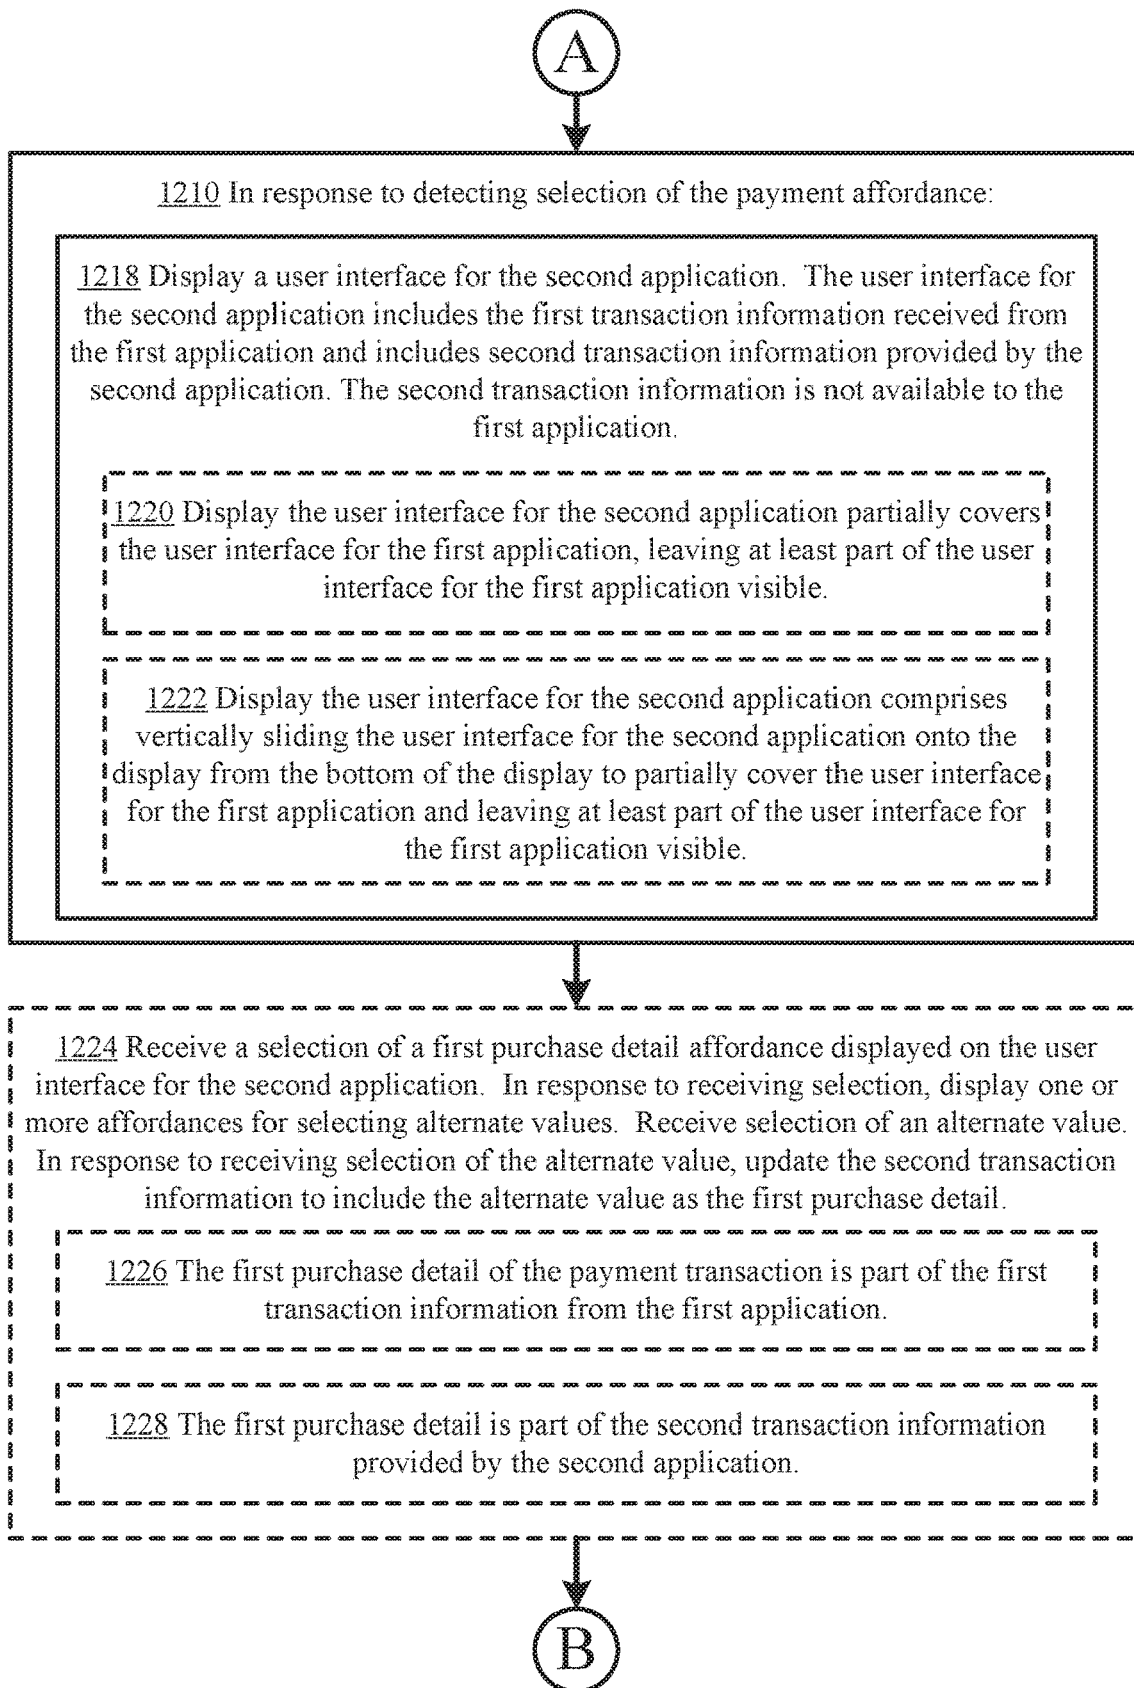 A
1210 In response to detecting selection of the payment affordance:
1218 Display a user interface for the second application. The user interface for
the second application includes the first transaction information received from
the first application and includes second transaction information provided by the
second application. The second transaction information is not available to the
first application.
1220 Display the user interface for the second application partially covers
the user interface for the first application, leaving at least part of the user
interface for the first application visible.
1222 Display the user interface for the second application comprises
vertically sliding the user interface for the second application onto the
display from the bottom of the display to partially cover the user interface
for the first application and leaving at least part of the user interface for
the first application visible.
1224 Receive a selection of a first purchase detail affordance displayed on the user
interface for the second application. In response to receiving selection, display one or
more affordances for selecting alternate values. Receive selection of an alternate value.
In response to receiving selection of the alternate value, update the second transaction
information to include the alternate value as the first purchase detail.
1226 The first purchase detail of the payment transaction is part of the first
transaction information from the first application.
1228 The first purchase detail is part of the second transaction information
provided by the second application.
B